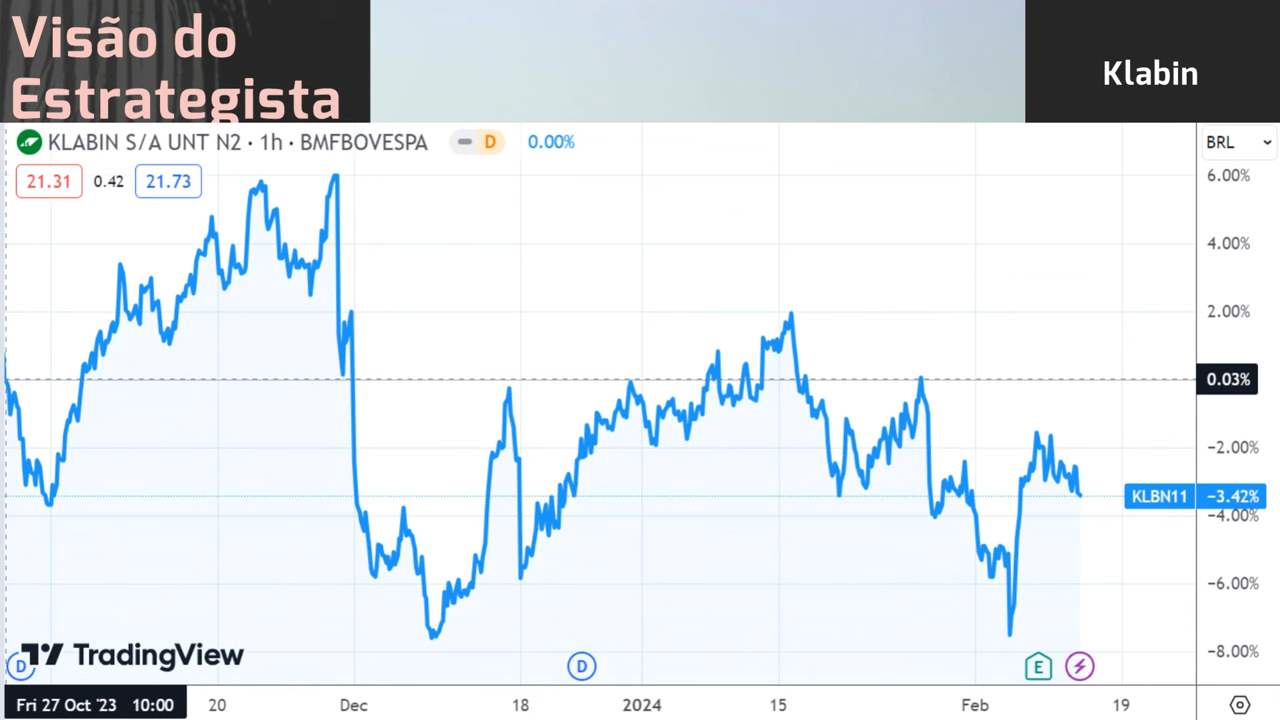 Visão do
Estrategista
Klabin
KLABIN S/A UNT N2 · 1h · BMFBOVESPA
D
0.00%
BRL
21.31
0.42
21.73
6.00%
4.00%
2.00%
0.03%
−2.00%
KLBN11
−3.42%
−4.00%
−6.00%
−8.00%
D
TradingView
D
E
Fri 27 Oct '23 10:00
20
Dec
18
2024
15
Feb
19